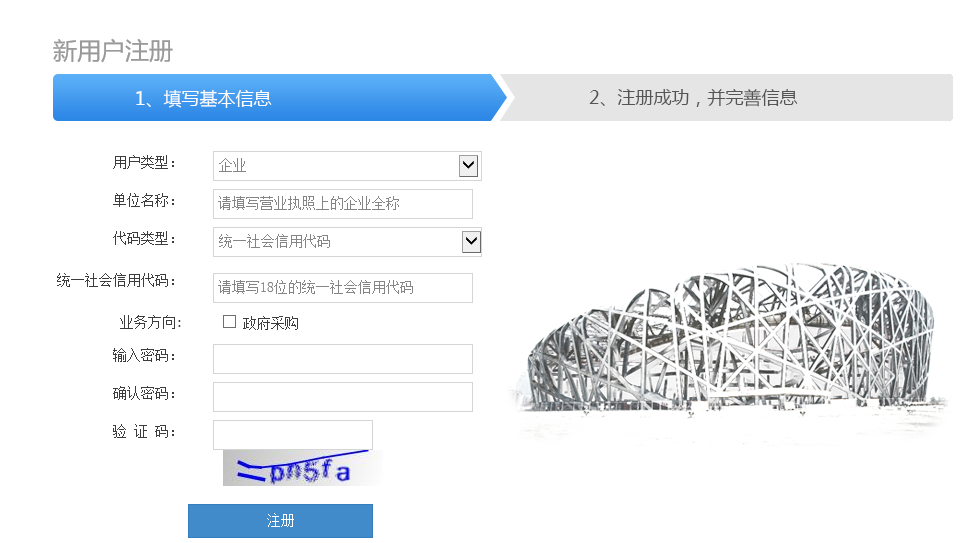 新用户注册
1、填写基本信息
2、注册成功，并完善信息
用户类型：
企业
单位名称：
请填写营业执照上的企业全称
代码类型：
统一社会信用代码
统一社会信用代码：
请填写18位的统一社会信用代码
业务方向:
政府采购
输入密码：
确认密码：
验 证 码：
pn5fa
注册